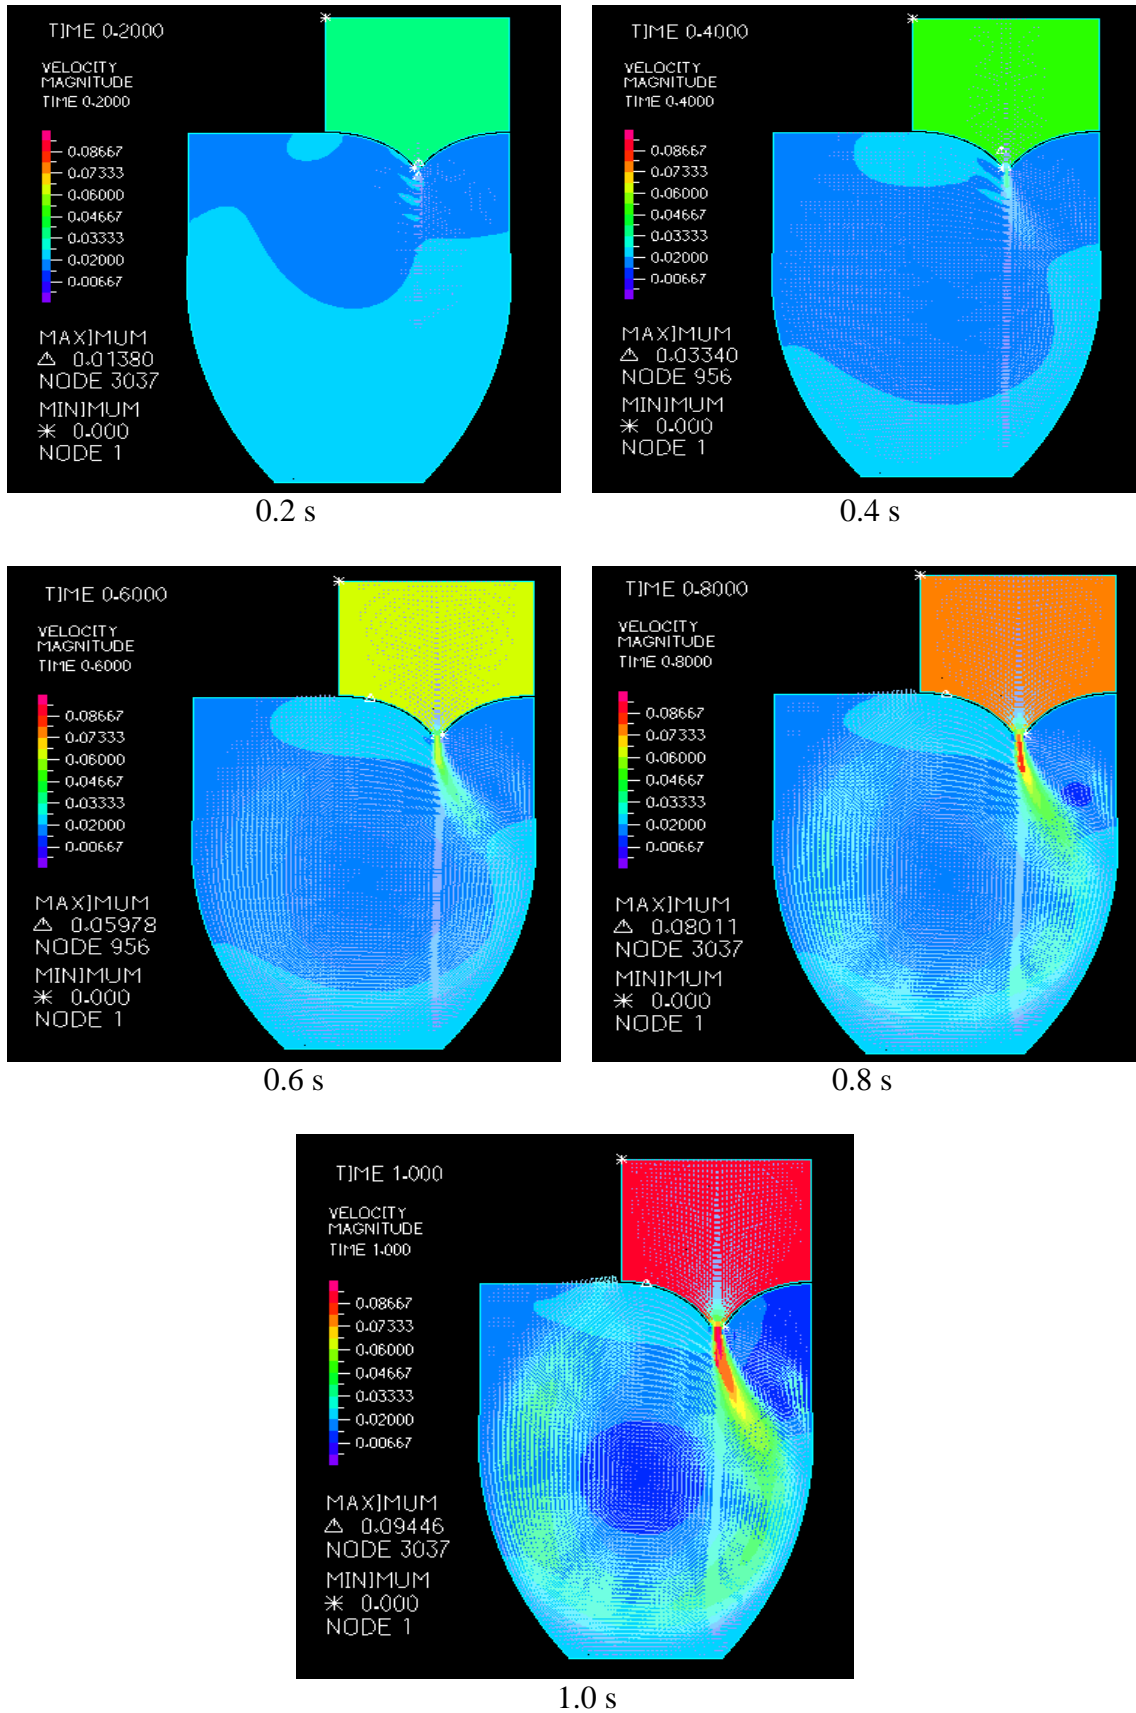 TIME 0.2000
VELOCITY
MAGNITUDE
TIME 0.2000
0.08667
0.07333
0.06000
0.04667
0.03333
0.02000
0.00667
MAXIMUM
△ 0.01380
NODE 3037
MINIMUM
* 0.000
NODE 1
0.2 s
TIME 0.4000
VELOCITY
MAGNITUDE
TIME 0.4000
0.08667
0.07333
0.06000
0.04667
0.03333
0.02000
0.00667
MAXIMUM
△ 0.03340
NODE 956
MINIMUM
* 0.000
NODE 1
0.4 s
TIME 0.6000
VELOCITY
MAGNITUDE
TIME 0.6000
0.08667
0.07333
0.06000
0.04667
0.03333
0.02000
0.00667
MAXIMUM
△ 0.05978
NODE 956
MINIMUM
* 0.000
NODE 1
0.6 s
TIME 0.8000
VELOCITY
MAGNITUDE
TIME 0.8000
0.08667
0.07333
0.06000
0.04667
0.03333
0.02000
0.00667
MAXIMUM
△ 0.08011
NODE 3037
MINIMUM
* 0.000
NODE 1
0.8 s
TIME 1.000
VELOCITY
MAGNITUDE
TIME 1.000
0.08667
0.07333
0.06000
0.04667
0.03333
0.02000
0.00667
MAXIMUM
△ 0.09446
NODE 3037
MINIMUM
* 0.000
NODE 1
1.0 s